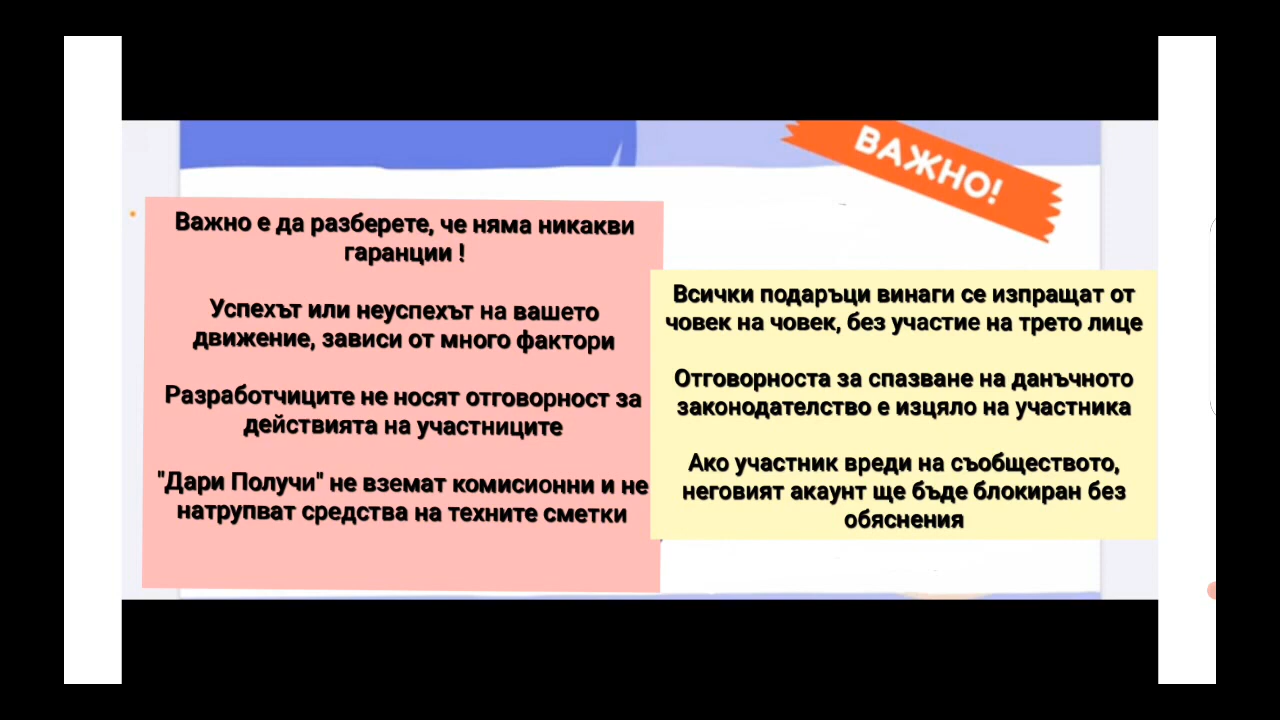 ВАЖНО!
Важно е да разберете, че няма никакви
гаранции !
Успехът или неуспехът на вашето
движение, зависи от много фактори
Разработчиците не носят отговорност за
действията на участниците
"Дари Получи" не вземат комисионни и не
натрупват средства на техните сметки
Всички подаръци винаги се изпращат от
човек на човек, без участие на трето лице
Отговорноста за спазване на данъчното
законодателство е изцяло на участника
Ако участник вреди на съобществото,
неговият акаунт ще бъде блокиран без
обяснения